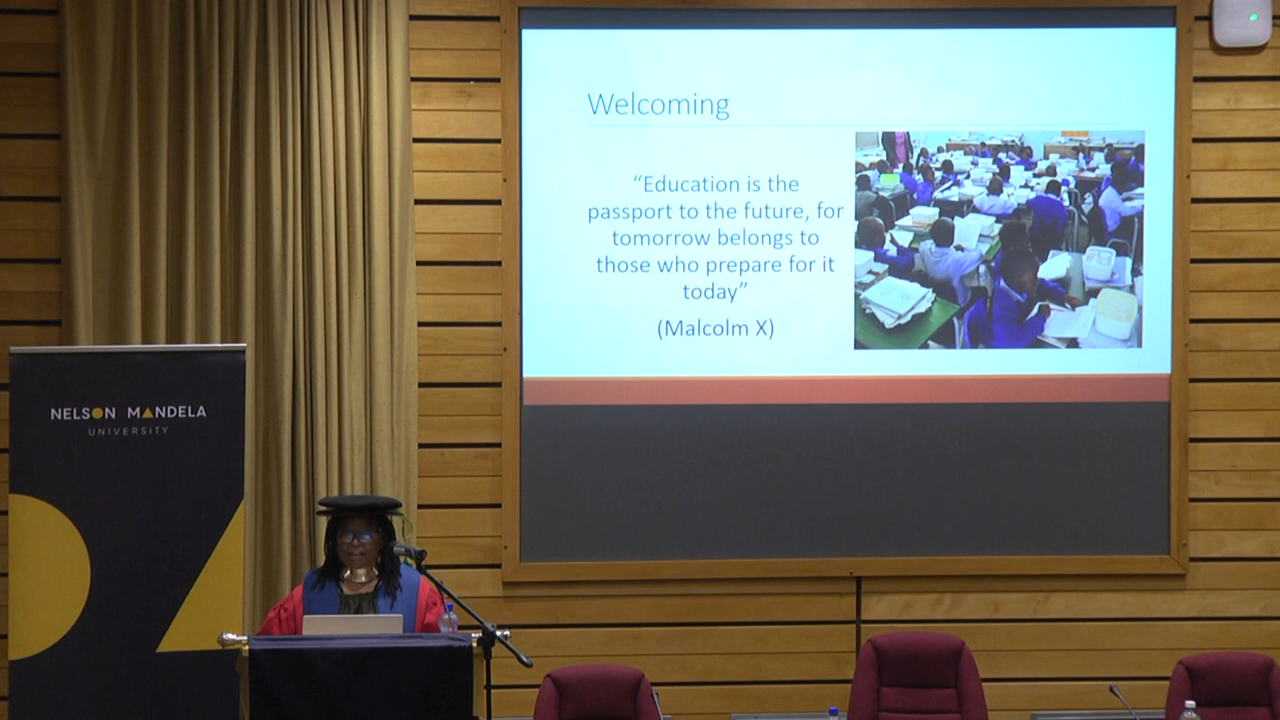 Welcoming
“Education is the
passport to the future, for
tomorrow belongs to
those who prepare for it
today”
(Malcolm X)
NELSON MANDELA
UNIVERSITY